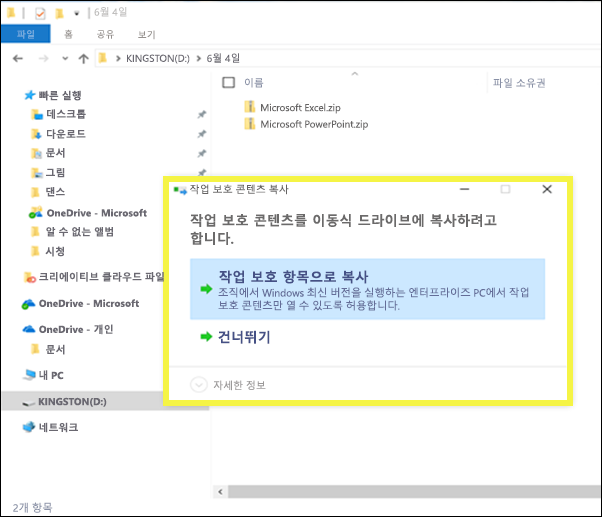 6월 4일
파일 홈 공유 보기
KINGSTON(D:) 6월 4일
이름 파일 소유권
Microsoft Excel.zip
Microsoft PowerPoint.zip
빠른 실행
데스크톱
다운로드
문서
그림
댄스
OneDrive - Microsoft
알 수 없는 앨범
시청
크리에이티브 클라우드 파일
OneDrive - Microsoft
OneDrive - 개인
문서
내 PC
KINGSTON(D:)
네트워크
작업 보호 콘텐츠 복사
작업 보호 콘텐츠를 이동식 드라이브에 복사하려고
합니다.
작업 보호 항목으로 복사
조직에서 Windows 최신 버전을 실행하는 엔터프라이즈 PC에서 작업
보호 콘텐츠만 열 수 있도록 허용합니다.
건너뛰기
자세한 정보
2개 항목